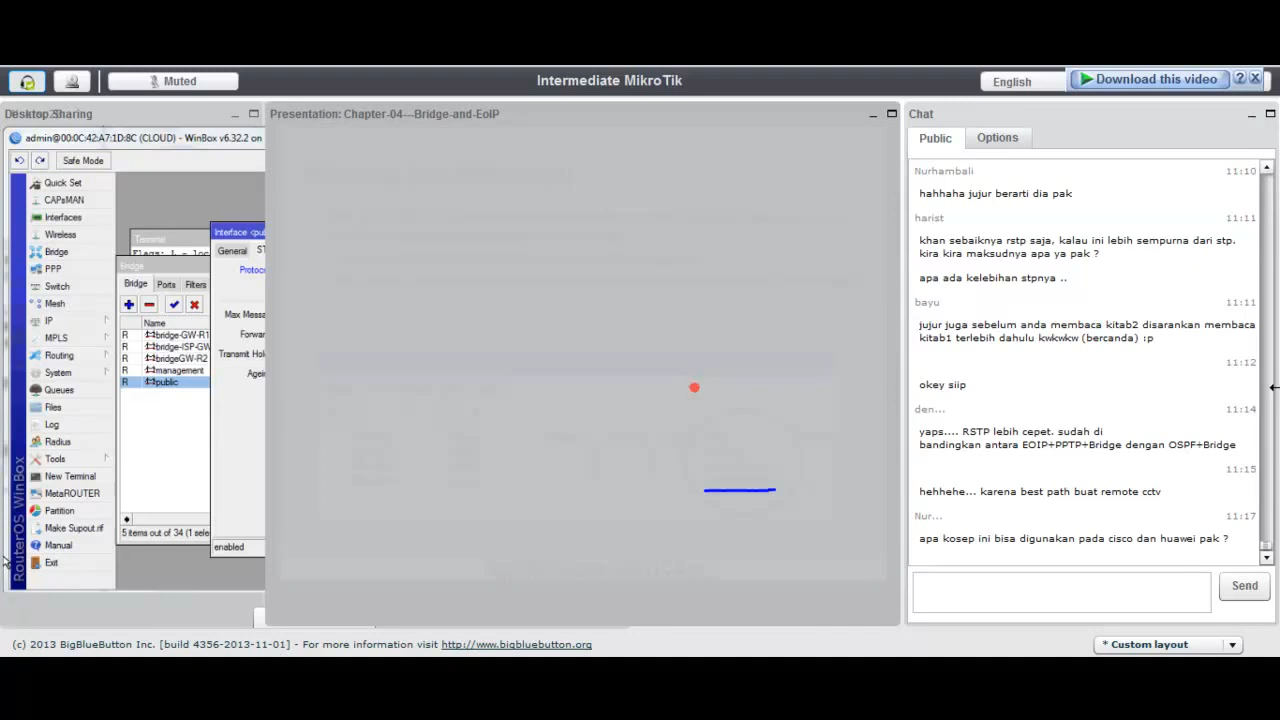 Muted
Intermediate MikroTik
English
Download this video
Desktop Sharing
admin@00:0C:42:A7:1D:8C (CLOUD) - WinBox v6.32.2 on
Safe Mode
Quick Set
CAPsMAN
Interfaces
Wireless
Bridge
PPP
Switch
Mesh
IP
MPLS
Routing
System
Queues
Files
Log
Radius
Tools
New Terminal
MetaROUTER
Partition
Make Supout.rif
Manual
Exit
RouterOS WinBox
Terminal
Bridge
Bridge Ports Filters
Name
R bridge-GW-R1
R bridge-ISP-GW
R bridgeGW-R2
R management
R public
5 items out of 34 (1 sele
Interface <pu
General ST
Protoc
Max Messa
Forwar
Transmit Hol
Agei
enabled
Presentation: Chapter-04---Bridge-and-EoIP
Chat
Public Options
Nurhambali 11:10
hahhaha jujur berarti dia pak
harist 11:11
khan sebaiknya rstp saja, kalau ini lebih sempurna dari stp.
kira kira maksudnya apa ya pak ?
apa ada kelebihan stpnya ..
bayu 11:11
jujur juga sebelum anda membaca kitab2 disarankan membaca
kitab1 terlebih dahulu kwkwkw (bercanda) :p
11:12
okey siip
den... 11:14
yaps.... RSTP lebih cepet. sudah di
bandingkan antara EOIP+PPTP+Bridge dengan OSPF+Bridge
11:15
hehhehe... karena best path buat remote cctv
Nur... 11:17
apa kosep ini bisa digunakan pada cisco dan huawei pak ?
Send
(c) 2013 BigBlueButton Inc. [build 4356-2013-11-01] - For more information visit http://www.bigbluebutton.org
* Custom layout